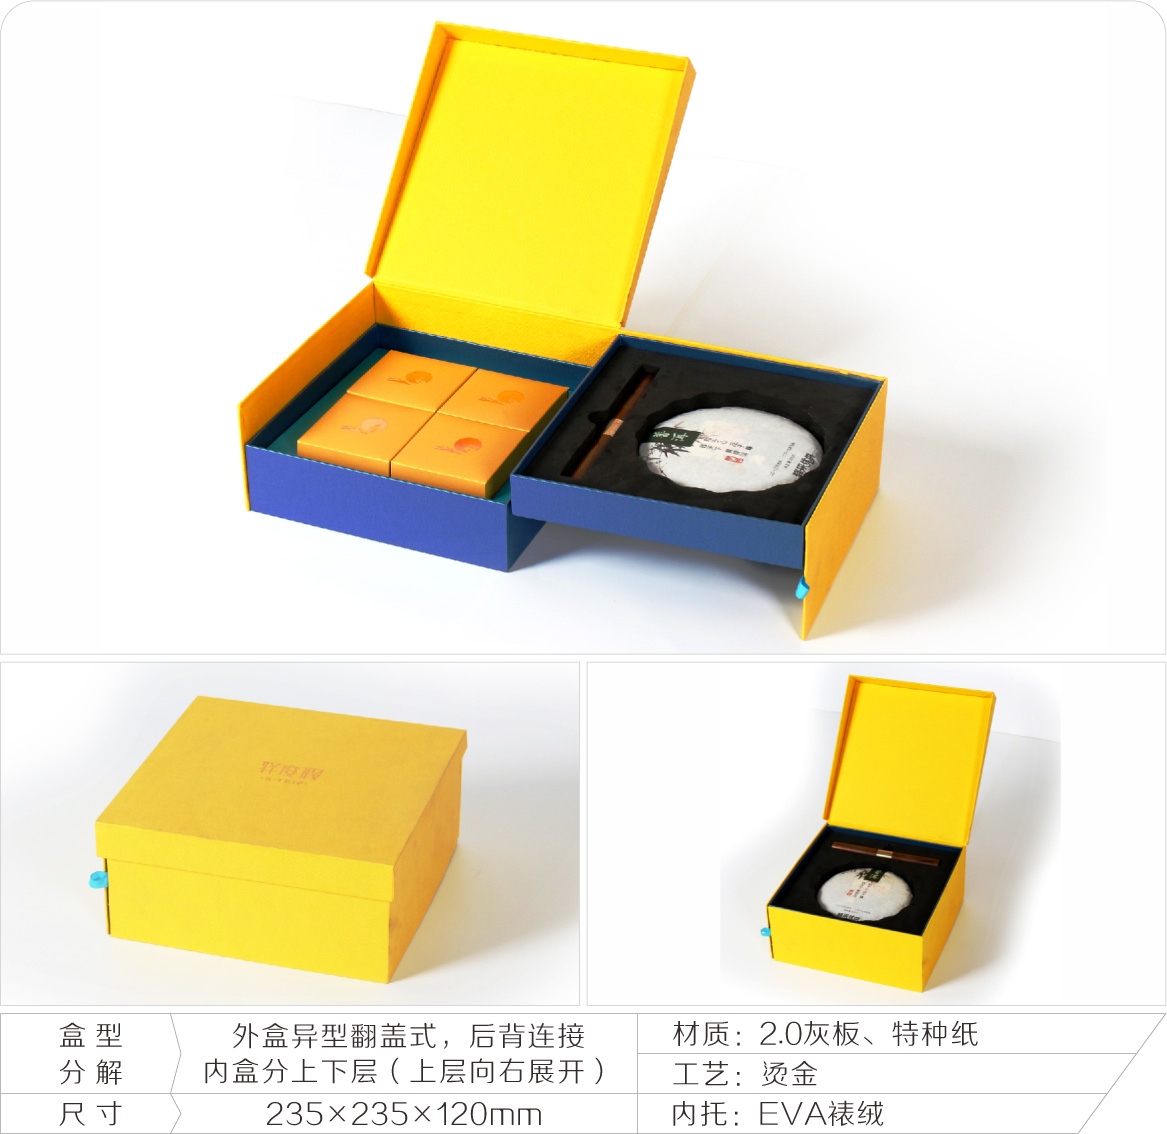 普洱
盒型
分解
外盒异型翻盖式，后背连接
内盒分上下层（上层向右展开）
尺寸
235×235×120mm
材质：2.0灰板、特种纸
工艺：烫金
内托：EVA裱绒